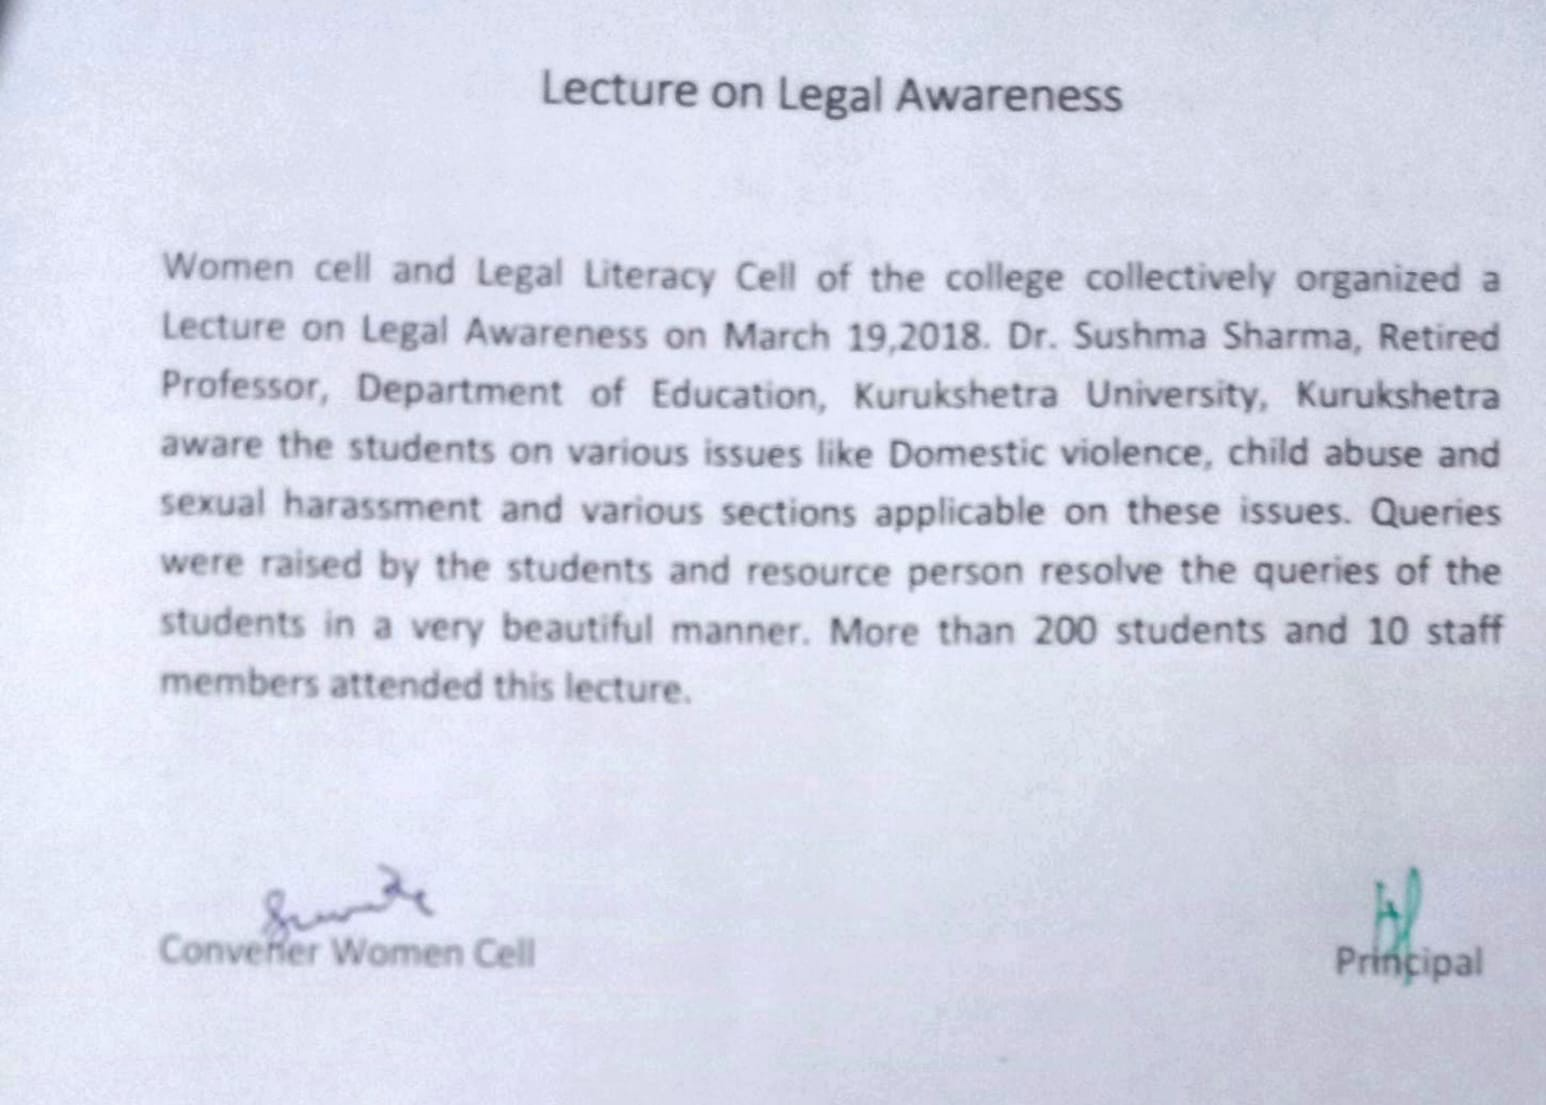 Lecture on Legal Awareness
Women cell and Legal Literacy Cell of the college collectively organized a
Lecture on Legal Awareness on March 19,2018. Dr. Sushma Sharma, Retired
Professor, Department of Education, Kurukshetra University, Kurukshetra
aware the students on various issues like Domestic violence, child abuse and
sexual harassment and various sections applicable on these issues. Queries
were raised by the students and resource person resolve the queries of the
students in a very beautiful manner. More than 200 students and 10 staff
members attended this lecture.
Convener Women Cell
Principal